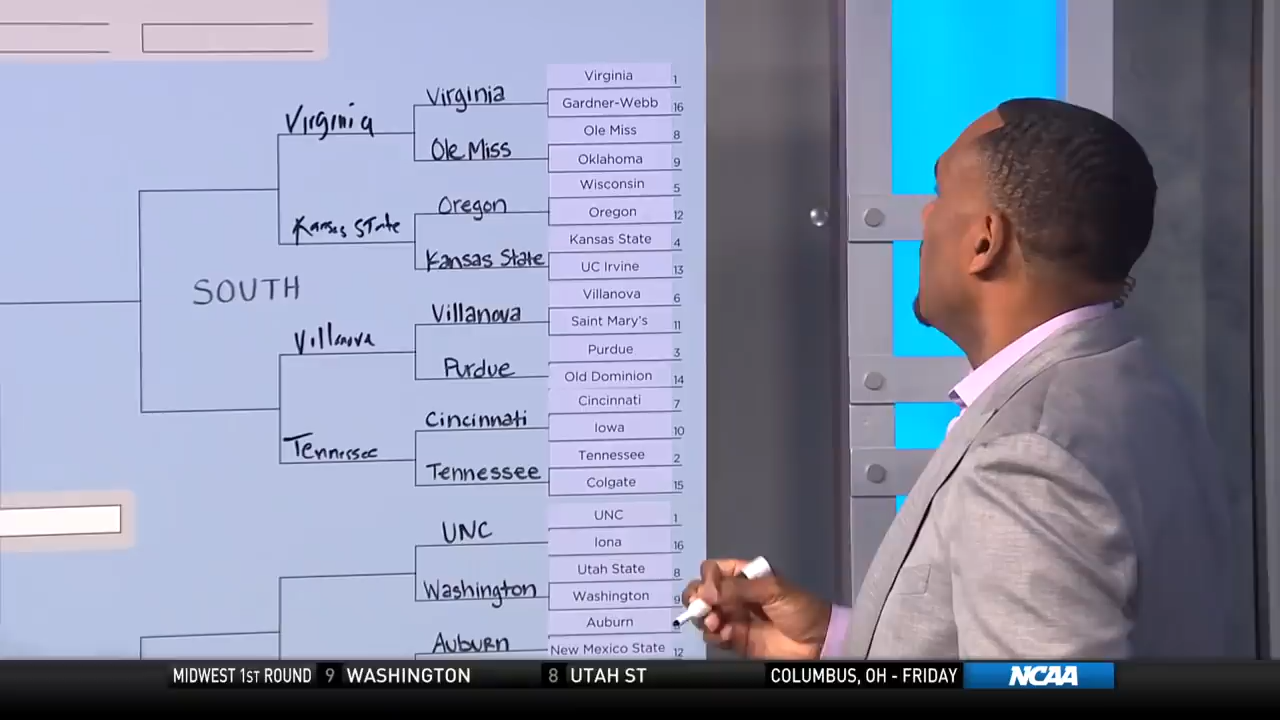 Virginia 1
Gardner-Webb 16
Ole Miss 8
Oklahoma 9
Wisconsin 5
Oregon 12
Kansas State 4
UC Irvine 13
Villanova 6
Saint Mary's 11
Purdue 3
Old Dominion 14
Cincinnati 7
Iowa 10
Tennessee 2
Colgate 15
UNC 1
Iona 16
Utah State 8
Washington 9
Auburn
New Mexico State 12
Virginia
Ole Miss
Oregon
Kansas State
Villanova
Purdue
Cincinnati
Tennessee
UNC
Washington
Auburn
Virginia
Kansas State
Villanova
Tennessee
SOUTH
MIDWEST 1ST ROUND 9 WASHINGTON 8 UTAH ST COLUMBUS, OH - FRIDAY NCAA